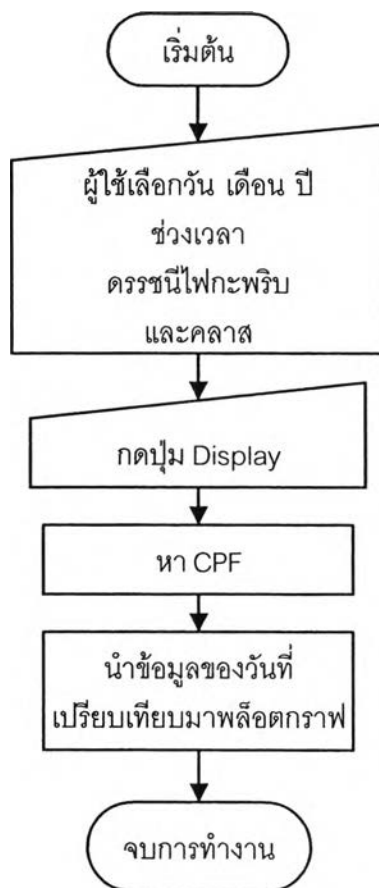 เริ่มต้น
ผู้ใช้เลือกวัน เดือน ปี
ช่วงเวลา
ดรรชนีไฟกะพริบ
และคลาส
กดปุ่ม Display
หา CPF
นำข้อมูลของวันที่
เปรียบเทียบมาพล็อตกราฟ
จบการทำงาน